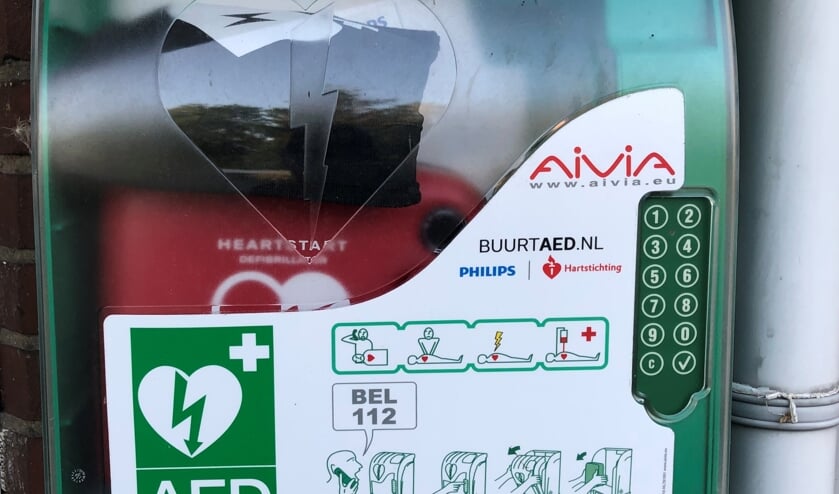 AIVIA
www.aivia.eu
HEARTSTART
DEFIBRILLATOR
BUURTAED.NL
PHILIPS
Hartstichting
1 2
3 4
5 6
7 8
9 0
C
BEL
112
AED